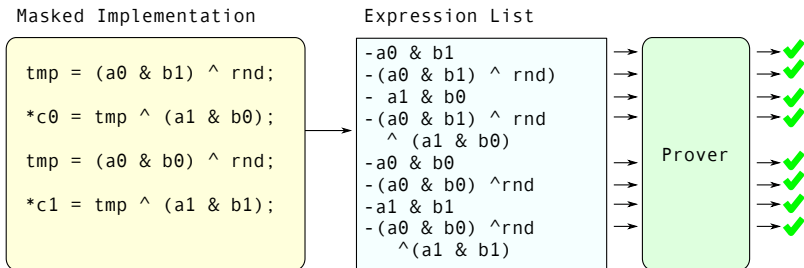 Masked Implementation
tmp = (a0 & b1) ^ rnd;
*c0 = tmp ^ (a1 & b0);
tmp = (a0 & b0) ^ rnd;
*c1 = tmp ^ (a1 & b1);
Expression List
-a0 & b1
-(a0 & b1) ^ rnd)
- a1 & b0
-(a0 & b1) ^ rnd
^ (a1 & b0)
-a0 & b0
-(a0 & b0) ^rnd
-a1 & b1
-(a0 & b0) ^rnd
^(a1 & b1)
Prover